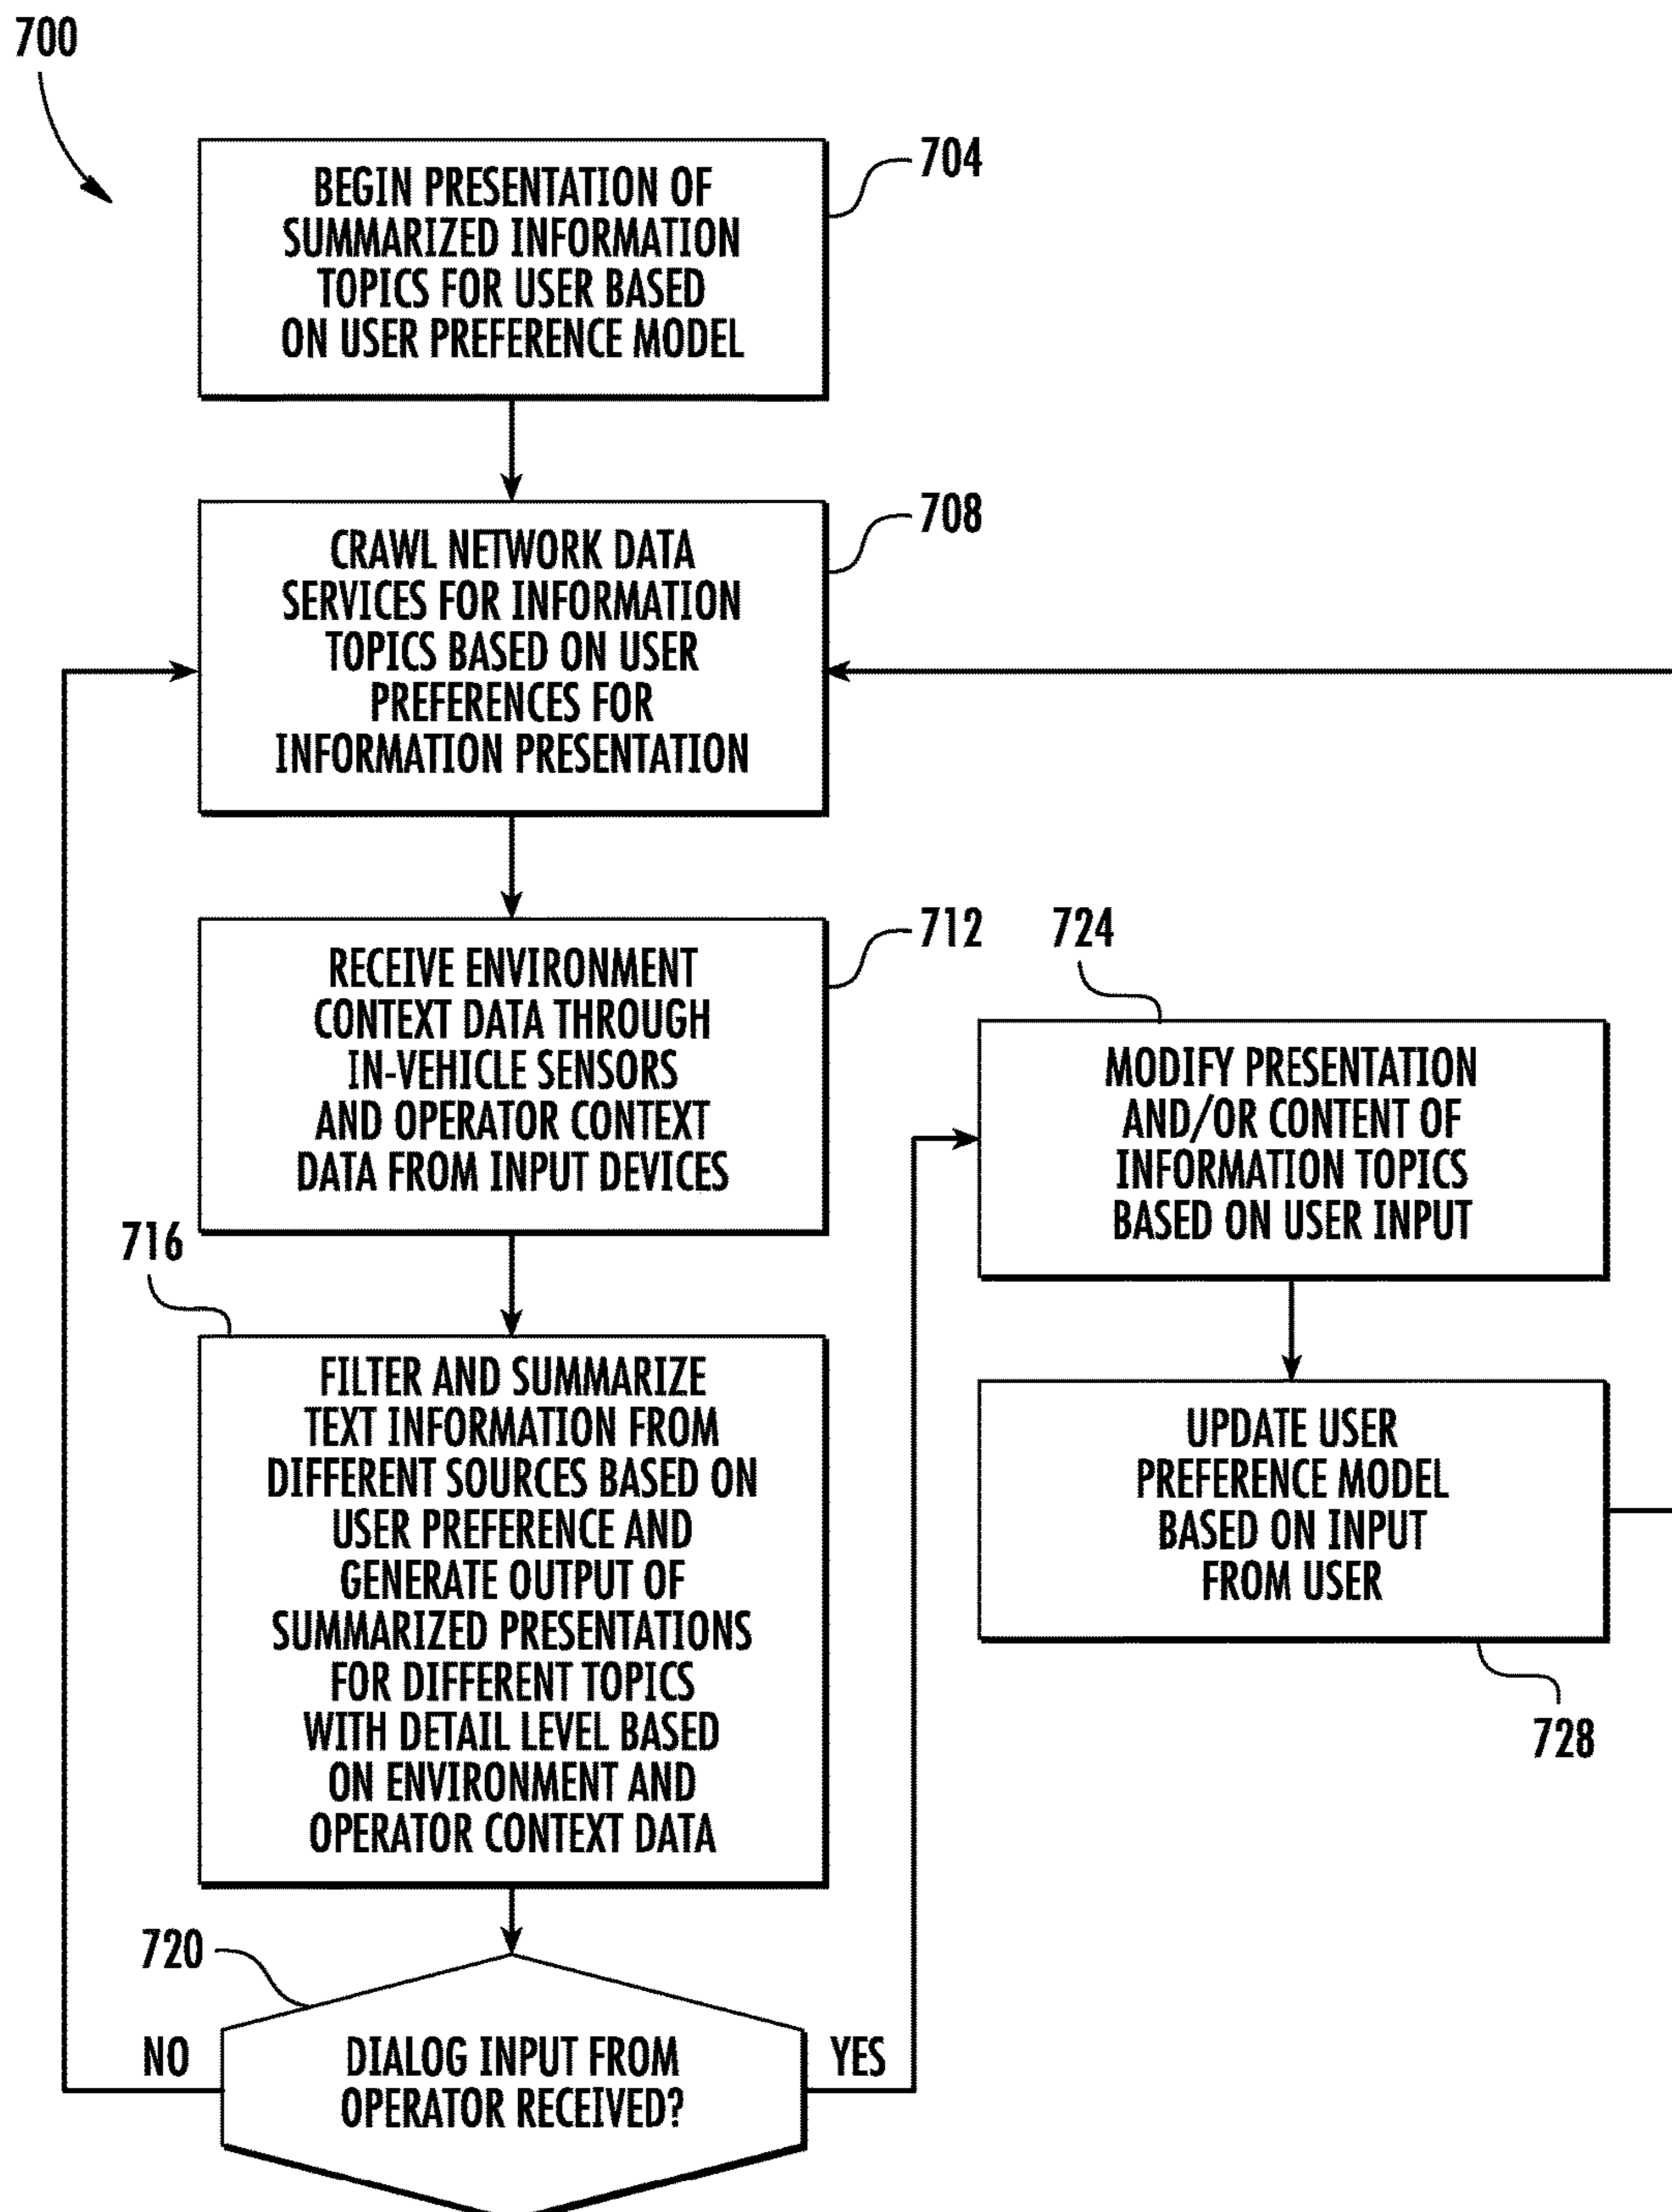 700
704
BEGIN PRESENTATION OF
SUMMARIZED INFORMATION
TOPICS FOR USER BASED
ON USER PREFERENCE MODEL
708
CRAWL NETWORK DATA
SERVICES FOR INFORMATION
TOPICS BASED ON USER
PREFERENCES FOR
INFORMATION PRESENTATION
712
RECEIVE ENVIRONMENT
CONTEXT DATA THROUGH
IN-VEHICLE SENSORS
AND OPERATOR CONTEXT
DATA FROM INPUT DEVICES
716
FILTER AND SUMMARIZE
TEXT INFORMATION FROM
DIFFERENT SOURCES BASED ON
USER PREFERENCE AND
GENERATE OUTPUT OF
SUMMARIZED PRESENTATIONS
FOR DIFFERENT TOPICS
WITH DETAIL LEVEL BASED
ON ENVIRONMENT AND
OPERATOR CONTEXT DATA
720
NO
DIALOG INPUT FROM
OPERATOR RECEIVED?
YES
724
MODIFY PRESENTATION
AND/OR CONTENT OF
INFORMATION TOPICS
BASED ON USER INPUT
UPDATE USER
PREFERENCE MODEL
BASED ON INPUT
FROM USER
728